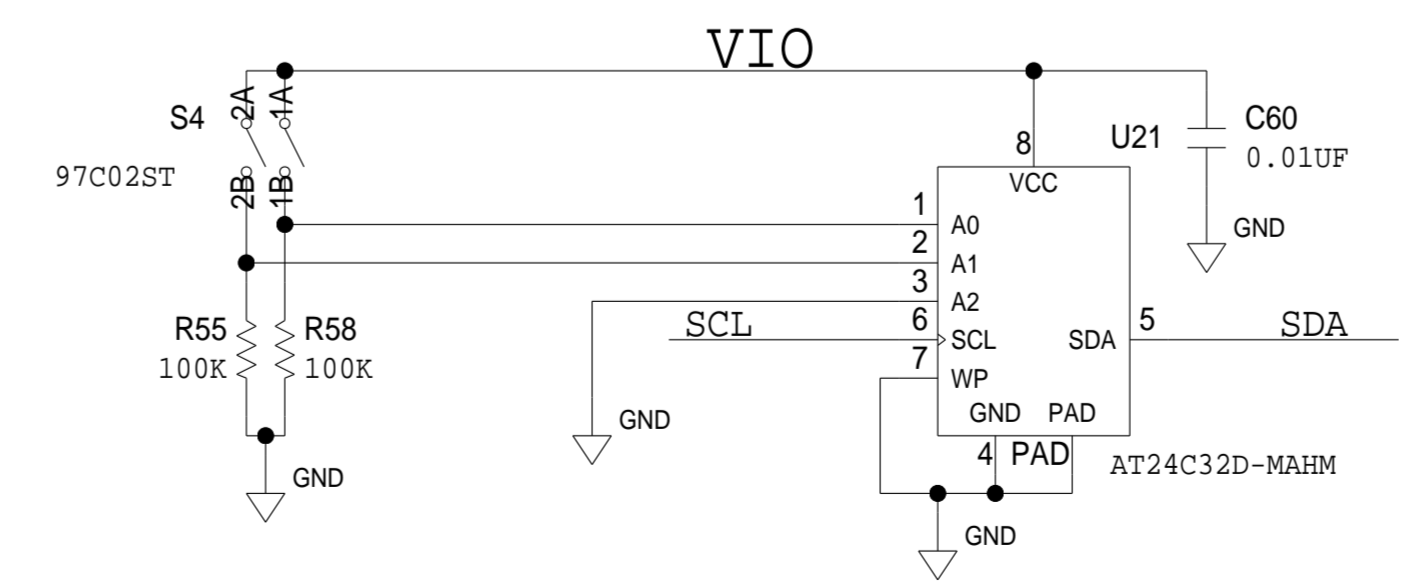 VIO
S4
2A
1A
97C02ST
2B
1B
U21
C60
0.01UF
GND
8
VCC
1
A0
2
A1
3
A2
SCL
6
SCL
7
WP
SDA
5
SDA
R55
100K
R58
100K
GND
GND
GND
PAD
4
PAD
AT24C32D-MAHM
GND